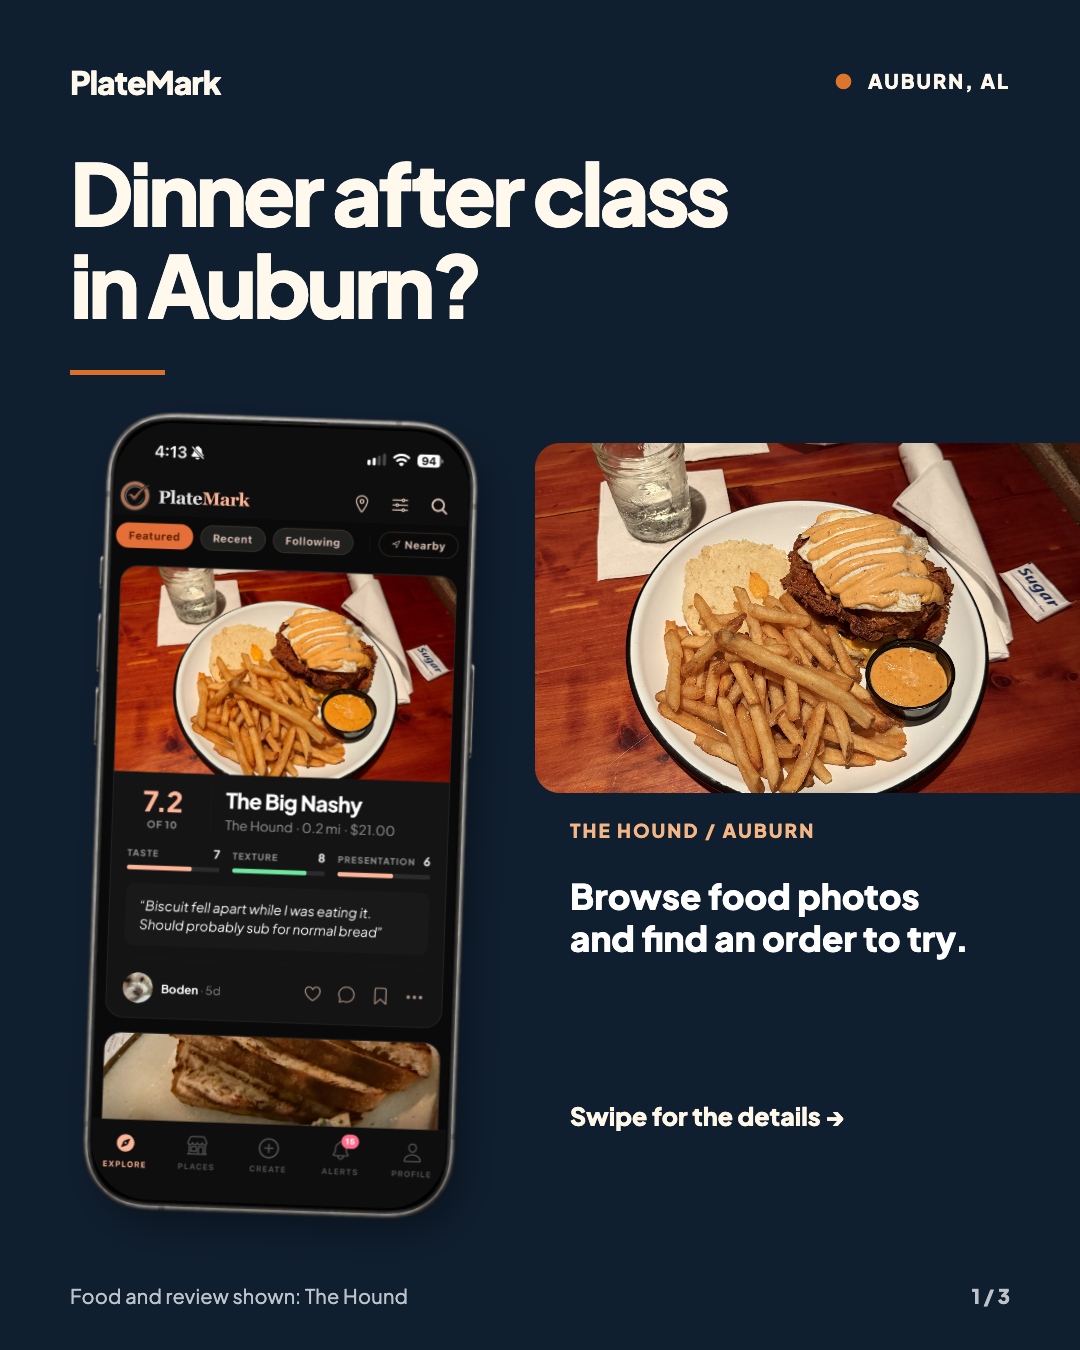 PlateMark
AUBURN, AL
Dinner after class
in Auburn?
4:13
94
PlateMark
Featured
Recent
Following
Nearby
Sugar
7.2
OF 10
The Big Nashy
The Hound · 0.2 mi · $21.00
TASTE 7
TEXTURE 8
PRESENTATION 6
"Biscuit fell apart while I was eating it.
Should probably sub for normal bread"
Boden · 5d
15
EXPLORE
PLACES
CREATE
ALERTS
PROFILE
Sugar
THE HOUND / AUBURN
Browse food photos
and find an order to try.
Swipe for the details →
Food and review shown: The Hound
1 / 3